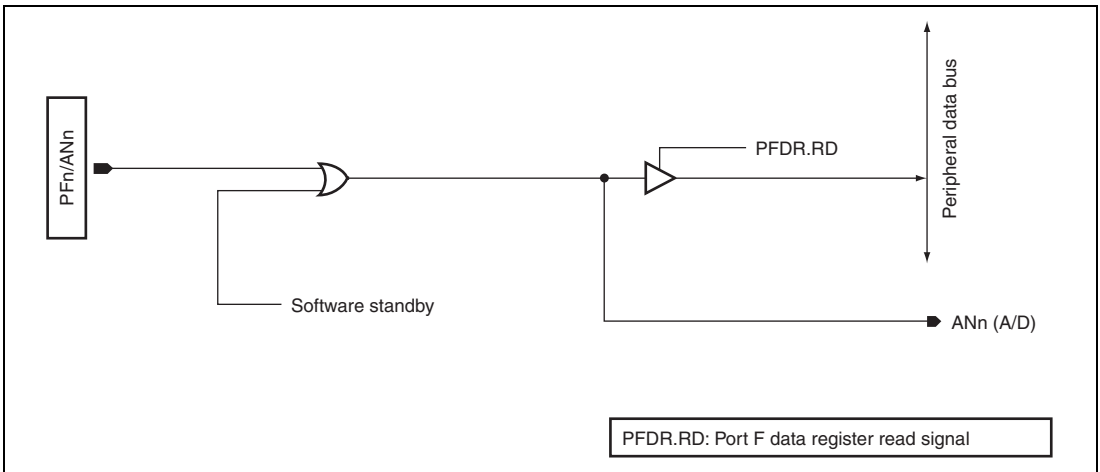 PFn/ANn
PFDR.RD
Peripheral data bus
Software standby
ANn (A/D)
PFDR.RD: Port F data register read signal